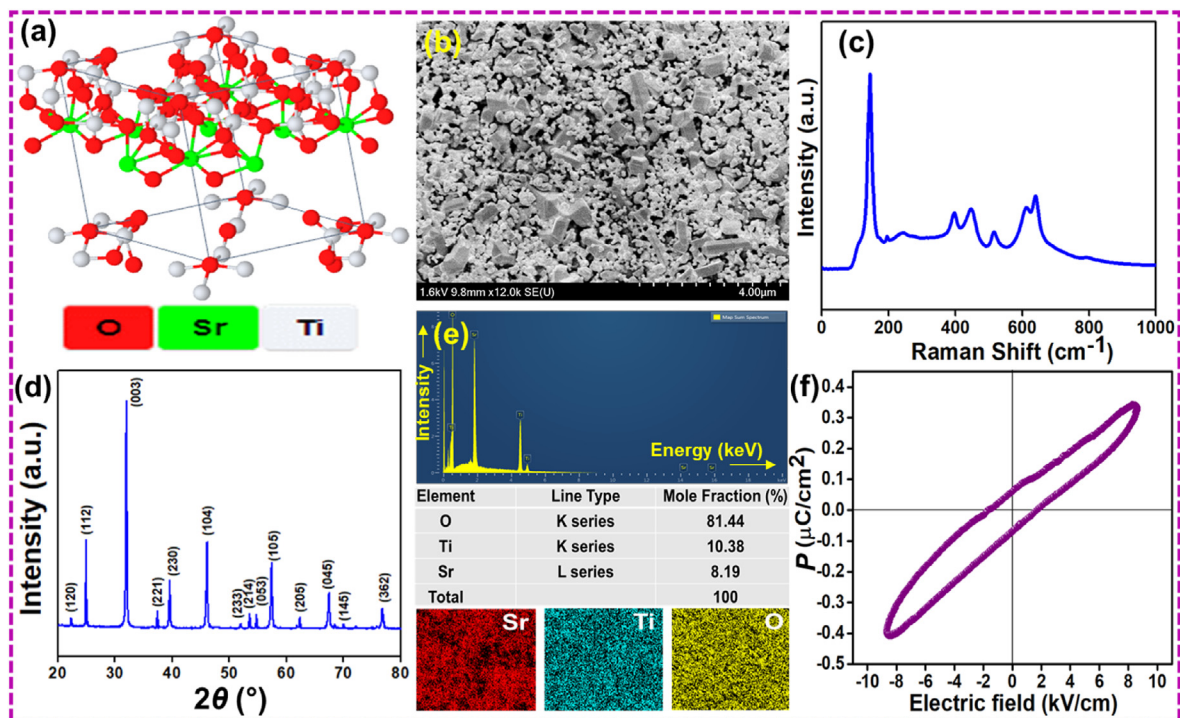 (a)
O Sr Ti
(b)
1.6kV 9.8mm x12.0k SE(U) 4.00μm
(c)
Intensity (a.u.)
0 200 400 600 800 1000
Raman Shift (cm-1)
(d)
Intensity (a.u.)
(120)
(112)
(003)
(221)
(230)
(104)
(233)
(214)
(053)
(105)
(205)
(045)
(145)
(362)
20 30 40 50 60 70 80
2θ (°)
(e)
Map Sum Spectrum
Intensity
Energy (keV)
Element Line Type Mole Fraction (%)
O K series 81.44
Ti K series 10.38
Sr L series 8.19
Total 100
Sr Ti O
(f)
P (μC/cm2)
0.4
0.3
0.2
0.1
0.0
-0.1
-0.2
-0.3
-0.4
-0.5
-10 -8 -6 -4 -2 0 2 4 6 8 10
Electric field (kV/cm)